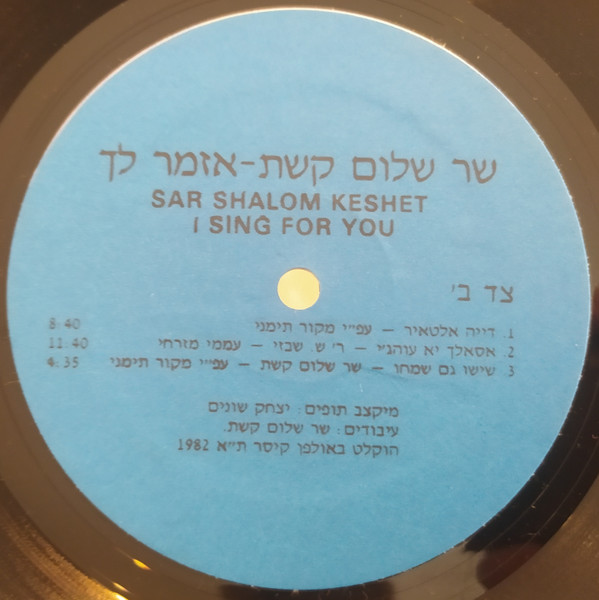 שר שלום קשת-אזמר לך
SAR SHALOM KESHET
I SING FOR YOU
צד ב'
1. דייה אלטאיר – עפ״י מקור תימני 8:40
2. אסאלך יא עוהג׳י – ר׳ ש. שבזי – עממי מזרחי 11:40
3. שישו גם שמחו – שר שלום קשת – עפ״י מקור תימני 4:35
מיקצב תופים: יצחק שונים
עיבודים: שר שלום קשת.
הוקלט באולפן קיסר ת״א 1982